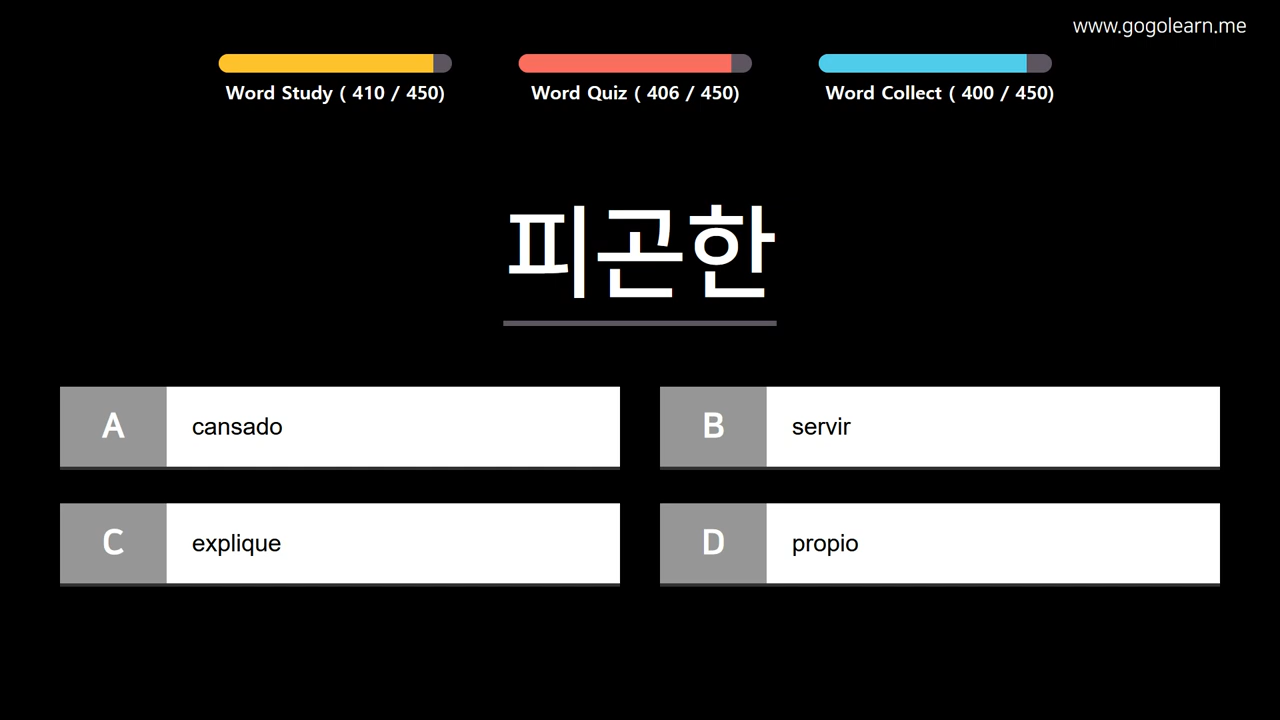 www.gogolearn.me
Word Study ( 410 / 450)
Word Quiz ( 406 / 450)
Word Collect ( 400 / 450)
피곤한
A cansado
B servir
C explique
D propio